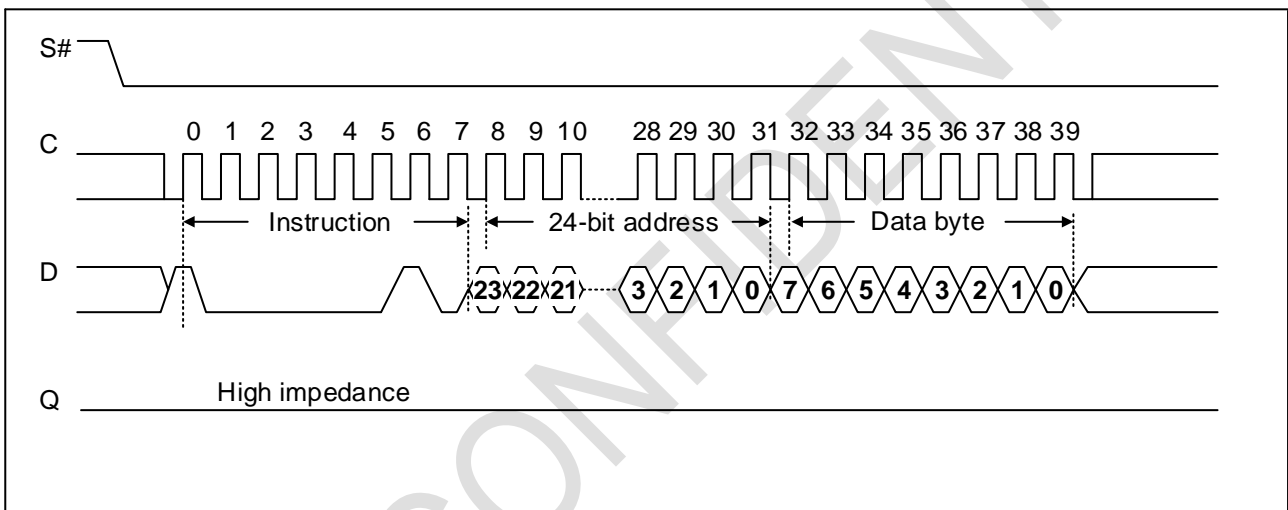 S#
0 1 2 3 4 5 6 7 8 9 10 28 29 30 31 32 33 34 35 36 37 38 39
C
Instruction 24-bit address Data byte
D
23 22 21 3 2 1 0 7 6 5 4 3 2 1 0
High impedance
Q
CONFIDENT